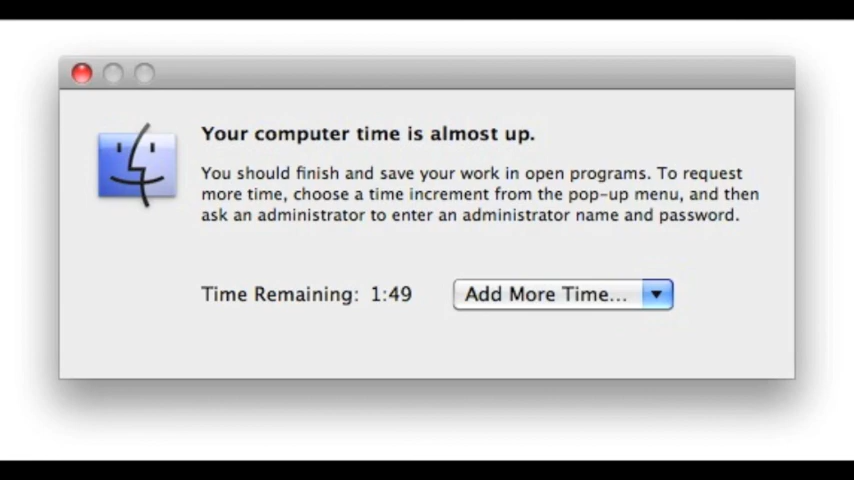 Your computer time is almost up.
You should finish and save your work in open programs. To request
more time, choose a time increment from the pop-up menu, and then
ask an administrator to enter an administrator name and password.
Time Remaining: 1:49 Add More Time...